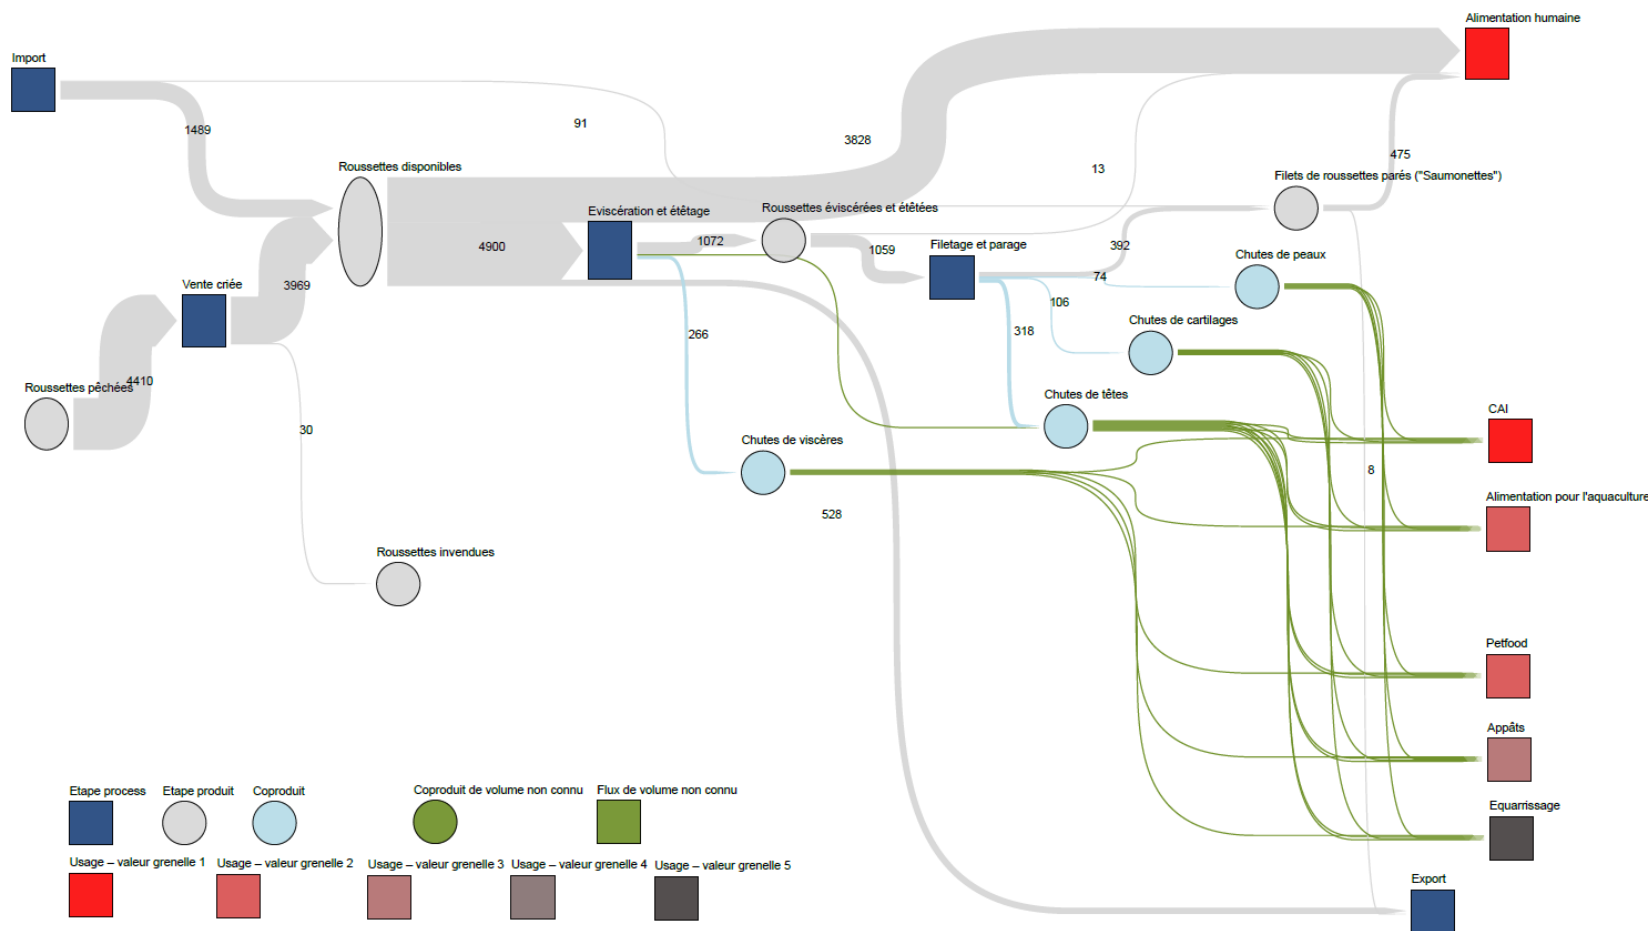 Alimentation humaine
Import
91
1489
3828
475
13
Roussettes disponibles
Filets de roussettes parés ("Saumonettes")
Eviscération et étêtage
Roussettes éviscérées et étêtées
4900
1072
1059
Filetage et parage
392
Chutes de peaux
74
Vente criée
3969
106
Chutes de cartilages
266
318
Roussettes pêchées
4410
Chutes de têtes
CAI
30
Chutes de viscères
8
Alimentation pour l'aquaculture
528
Roussettes invendues
Petfood
Appâts
Etape process
Etape produit
Coproduit
Coproduit de volume non connu
Flux de volume non connu
Equarrissage
Usage – valeur grenelle 1
Usage – valeur grenelle 2
Usage – valeur grenelle 3
Usage – valeur grenelle 4
Usage – valeur grenelle 5
Export